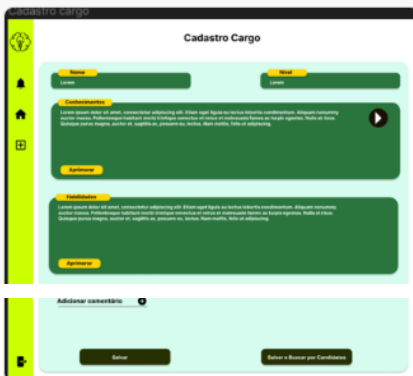 Cadastro cargo
Cadastro Cargo
Nome
Nível
Lorem
Lorem
Conhecimentos
Lorem ipsum dolor sit amet, consectetur adipiscing elit. Etiam eget ligula eu lectus lobortis condimentum. Aliquam nonummy
auctor massa. Pellentesque habitant morbi tristique senectus et netus et malesuada fames ac turpis egestas. Nulla at risus.
Quisque purus magna, auctor et, sagittis ac, posuere eu, lectus. Nam mattis, felis ut adipiscing.
Aprimorar
Habilidades
Lorem ipsum dolor sit amet, consectetur adipiscing elit. Etiam eget ligula eu lectus lobortis condimentum. Aliquam nonummy
auctor massa. Pellentesque habitant morbi tristique senectus et netus et malesuada fames ac turpis egestas. Nulla at risus.
Quisque purus magna, auctor et, sagittis ac, posuere eu, lectus. Nam mattis, felis ut adipiscing.
Aprimorar
Adicionar comentário
Salvar
Salvar e Buscar por Candidatos